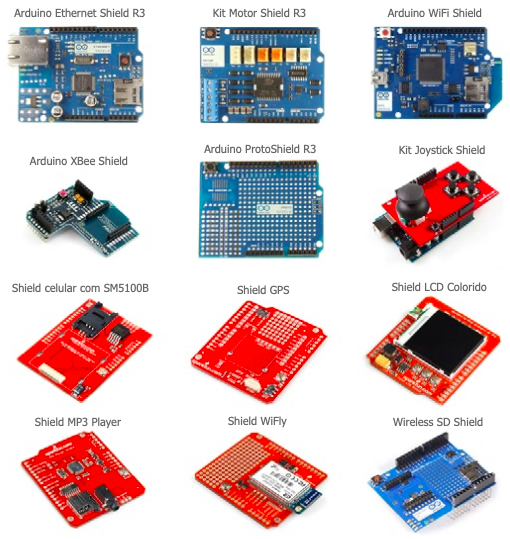 Arduino Ethernet Shield R3
Kit Motor Shield R3
Arduino WiFi Shield
Arduino XBee Shield
Arduino ProtoShield R3
Kit Joystick Shield
Shield celular com SM5100B
Shield GPS
Shield LCD Colorido
Shield MP3 Player
Shield WiFly
Wireless SD Shield